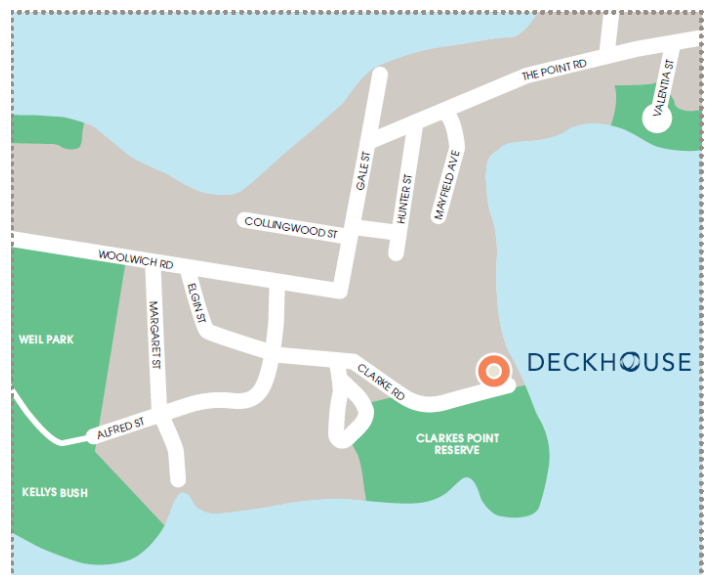 THE POINT RD
VALENTIA ST
GALE ST
HUNTER ST
MAYFIELD AVE
COLLINGWOOD ST
WOOLWICH RD
ELGIN ST
MARGARET ST
WEIL PARK
CLARKE RD
DECKHOUSE
ALFRED ST
CLARKES POINT
RESERVE
KELLYS BUSH